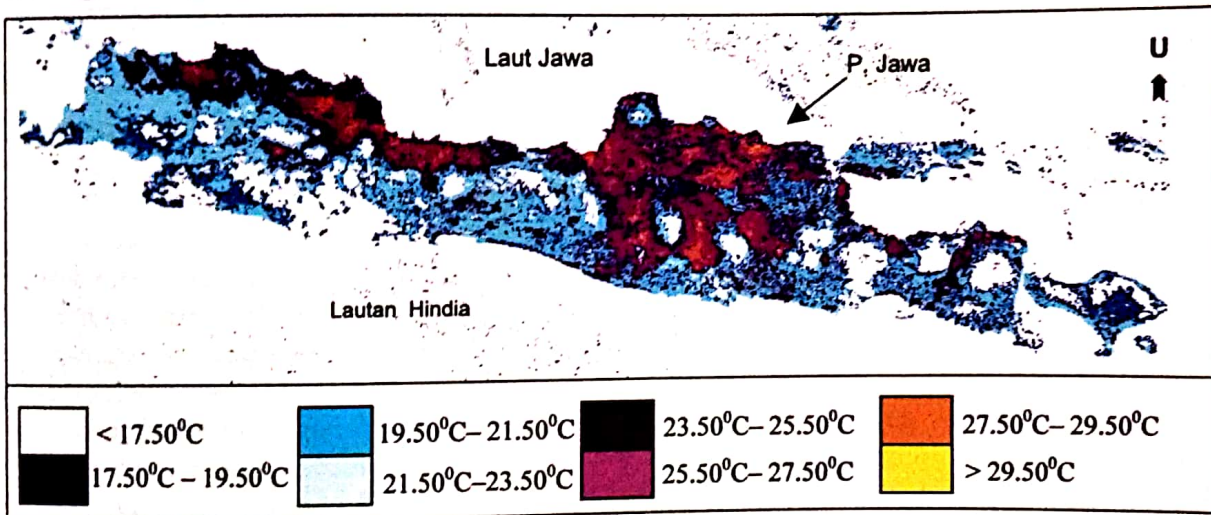 Laut Jawa
P Jawa
U
Lautan Hindia
< 17.50⁰C
19.50⁰C– 21.50⁰C
23.50⁰C– 25.50⁰C
27.50⁰C– 29.50⁰C
17.50⁰C – 19.50⁰C
21.50⁰C–23.50⁰C
25.50⁰C– 27.50⁰C
> 29.50⁰C